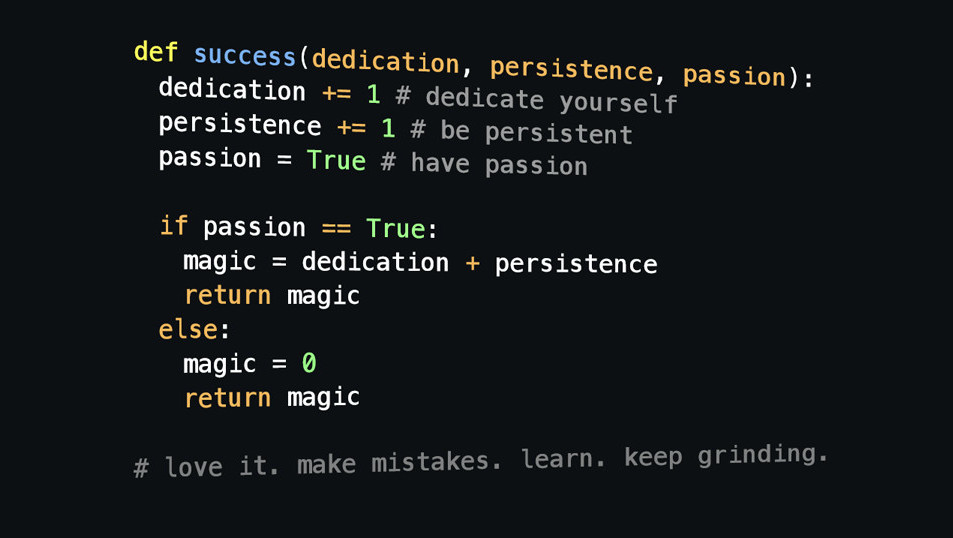 def success(dedication, persistence, passion):
dedication += 1 # dedicate yourself
persistence += 1 # be persistent
passion = True # have passion
if passion == True:
magic = dedication + persistence
return magic
else:
magic = 0
return magic
# love it. make mistakes. learn. keep grinding.